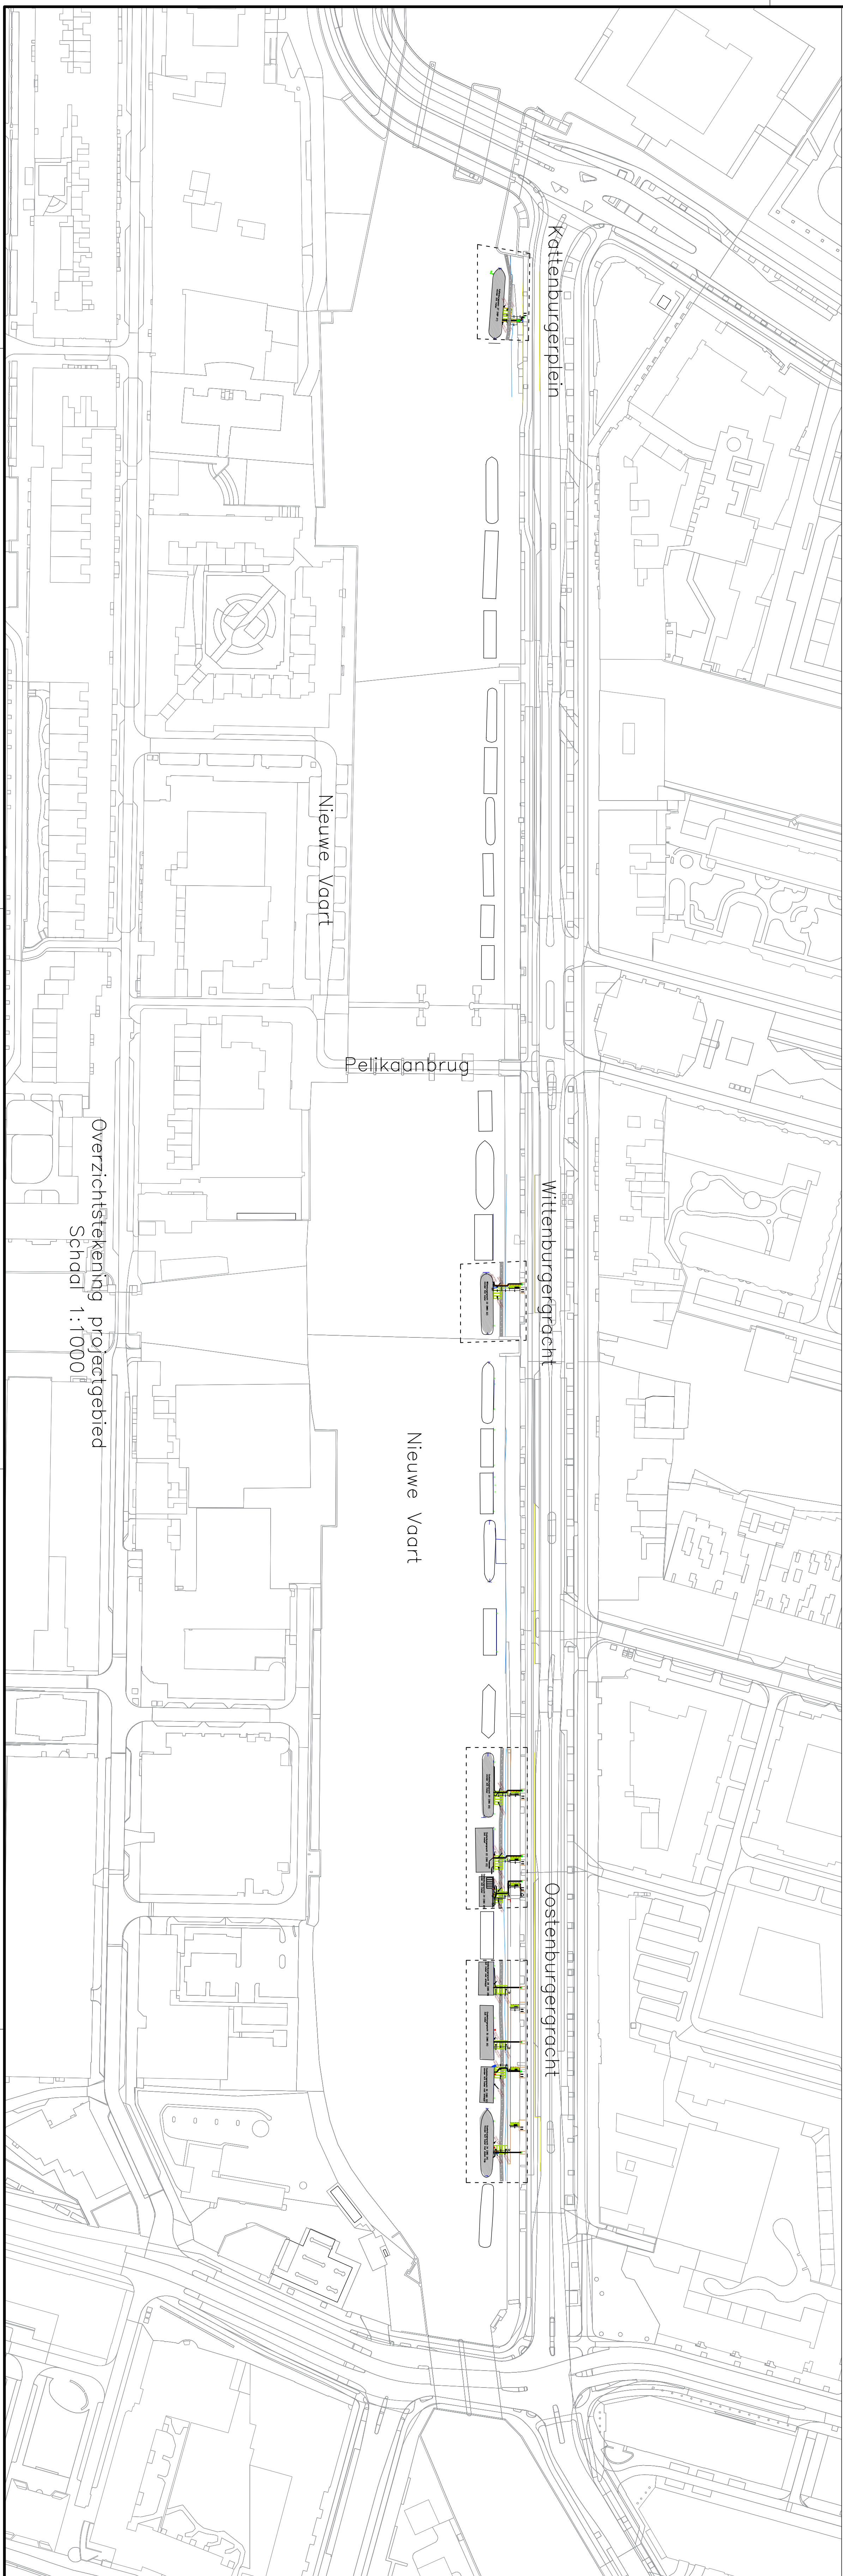 Kattenburgerplein
Nieuwe Vaart
Pelikaanbrug
Wittenburgergracht
Overzichtstekening projectgebied
Schaal 1:1000
Nieuwe Vaart
Oostenburgergracht